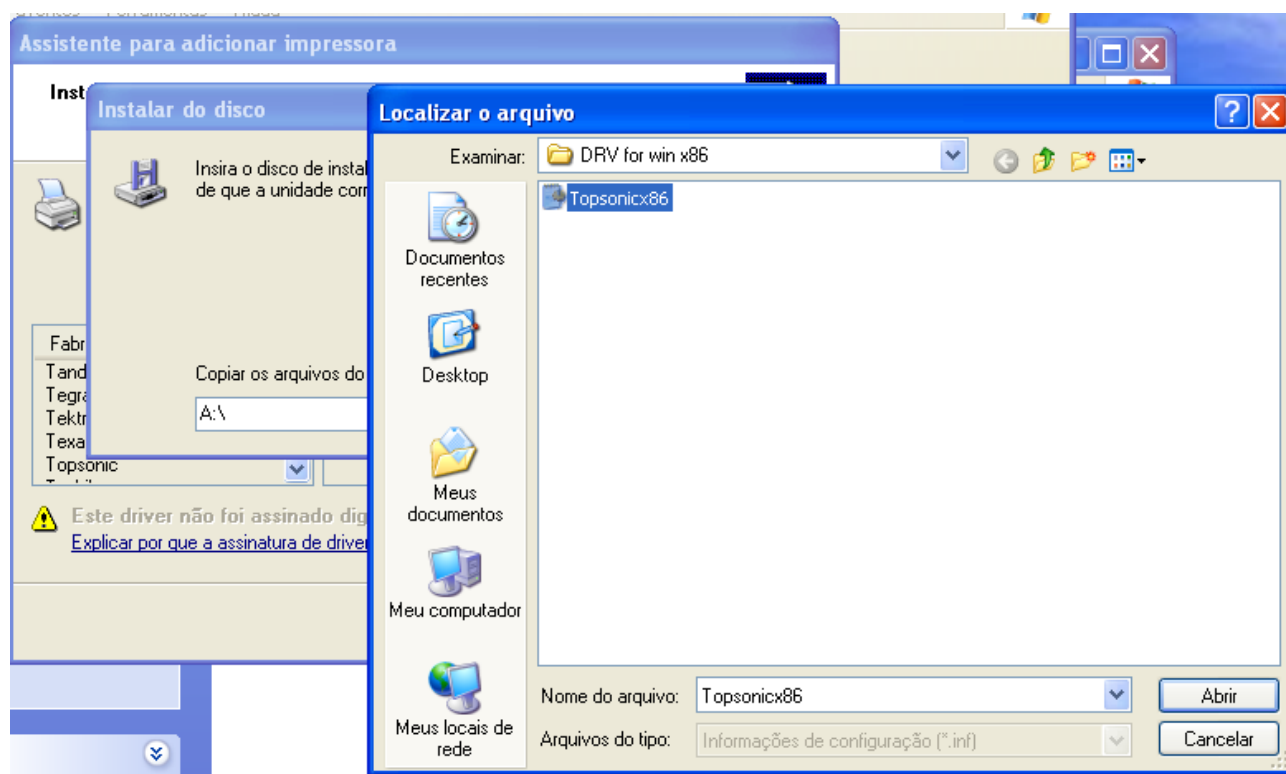 Assistente para adicionar impressora
Inst
Instalar do disco
Insira o disco de instal
de que a unidade corr
Fabr
Tand
Tegra
Tektr
Texa
Topsonic
Copiar os arquivos do
A:\
Este driver não foi assinado dig
Explicar por que a assinatura de driver
Localizar o arquivo
Examinar:
DRV for win x86
Topsonicx86
Documentos
recentes
Desktop
Meus
documentos
Meu computador
Meus locais de
rede
Nome do arquivo:
Topsonicx86
Abrir
Arquivos do tipo:
Informações de configuração (*.inf)
Cancelar